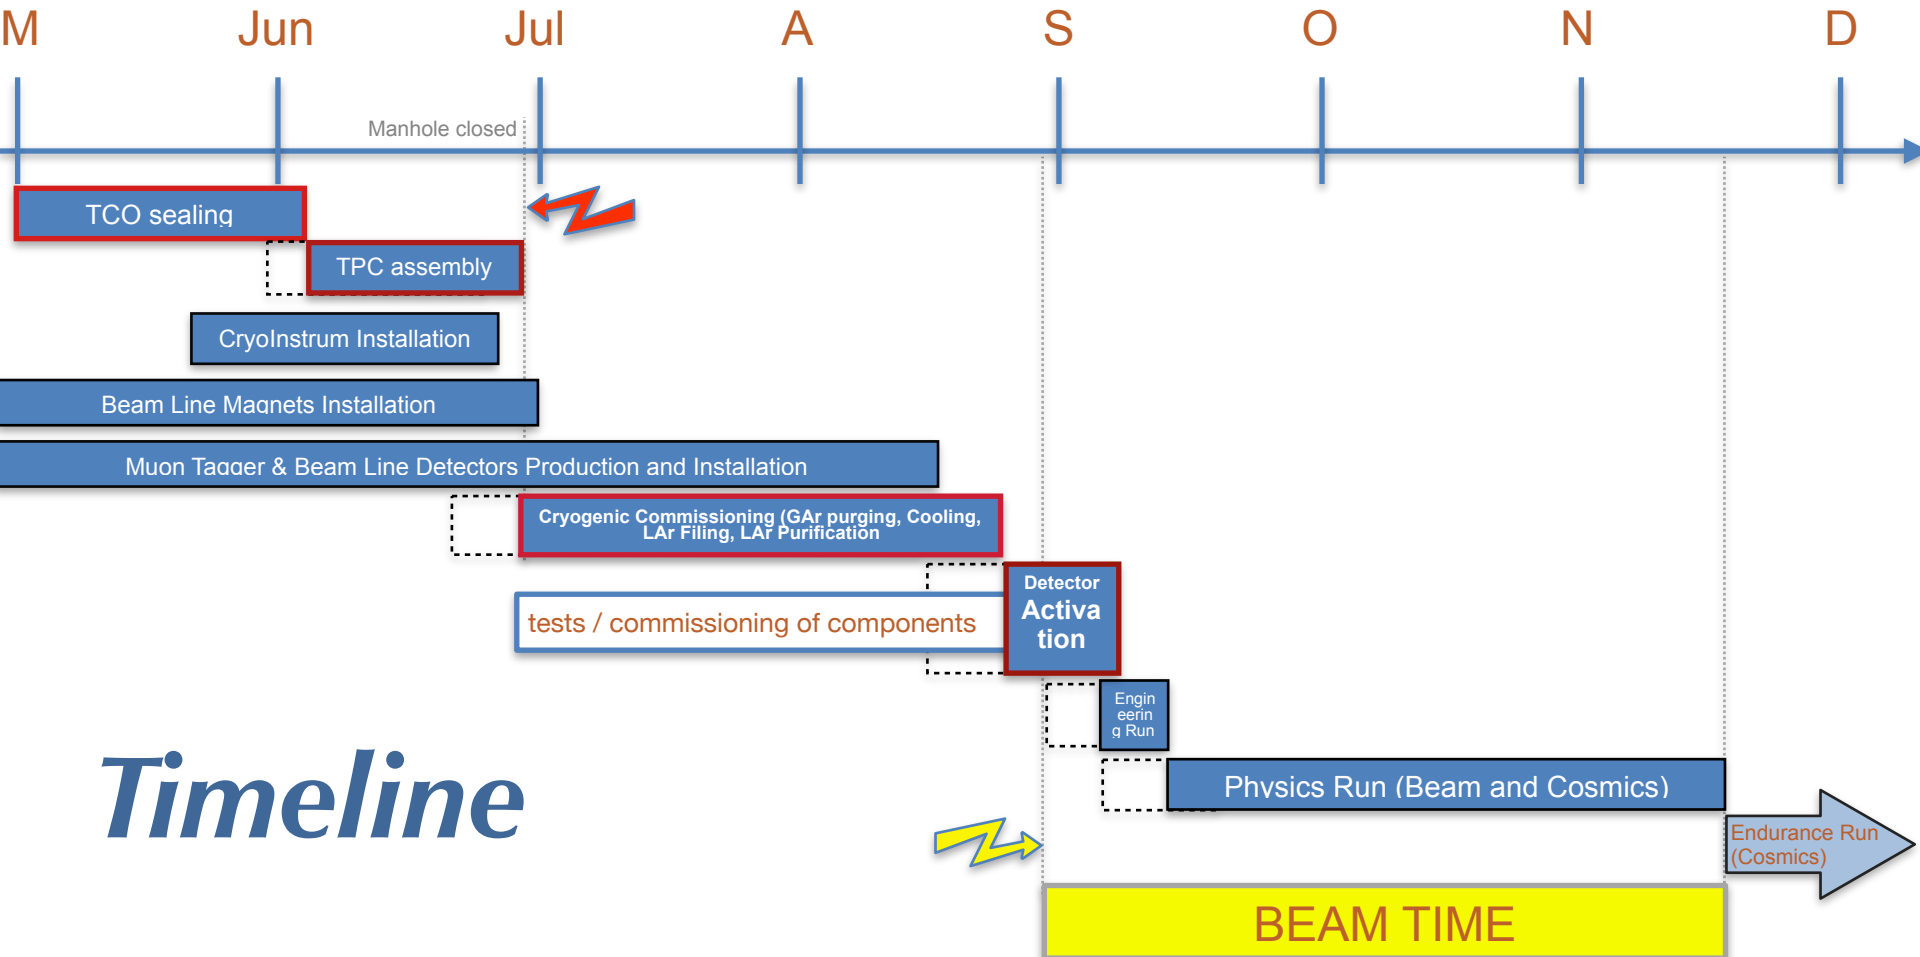 M Jun Jul A S O N D
Manhole closed
TCO sealing
TPC assembly
CryoInstrum Installation
Beam Line Magnets Installation
Muon Tagger & Beam Line Detectors Production and Installation
Cryogenic Commissioning (GAr purging, Cooling,
LAr Filing, LAr Purification
Detector
Activa
tion
tests / commissioning of components
Engin
eerin
g Run
Physics Run (Beam and Cosmics)
Timeline
Endurance Run
(Cosmics)
BEAM TIME